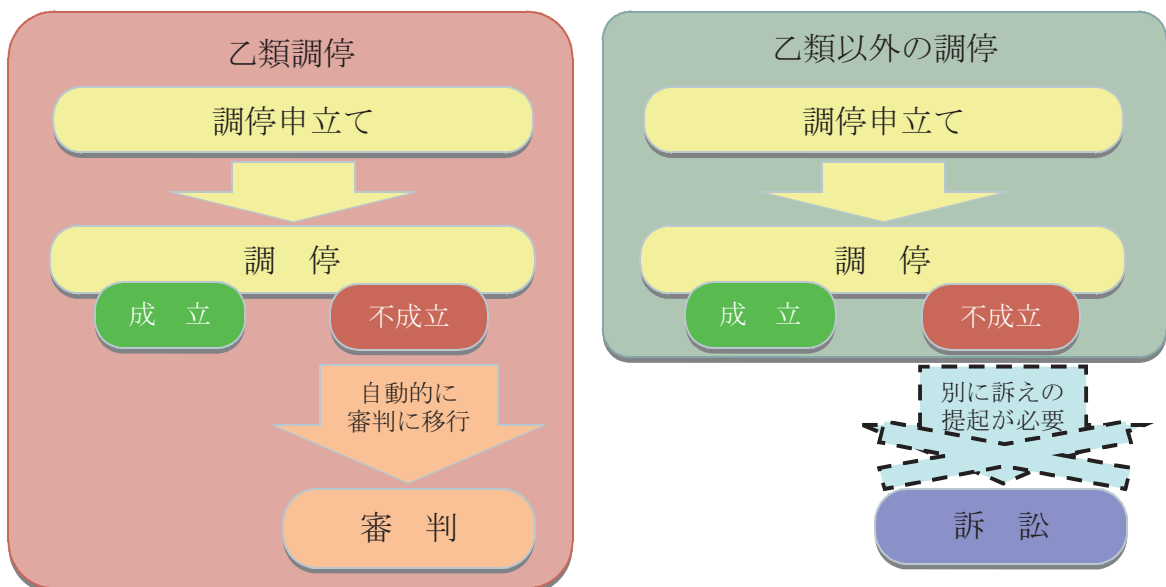 乙類調停
調停申立て
調　停
成　立
不成立
自動的に
審判に移行
審　判
乙類以外の調停
調停申立て
調　停
成　立
不成立
別に訴えの
提起が必要
訴　訟